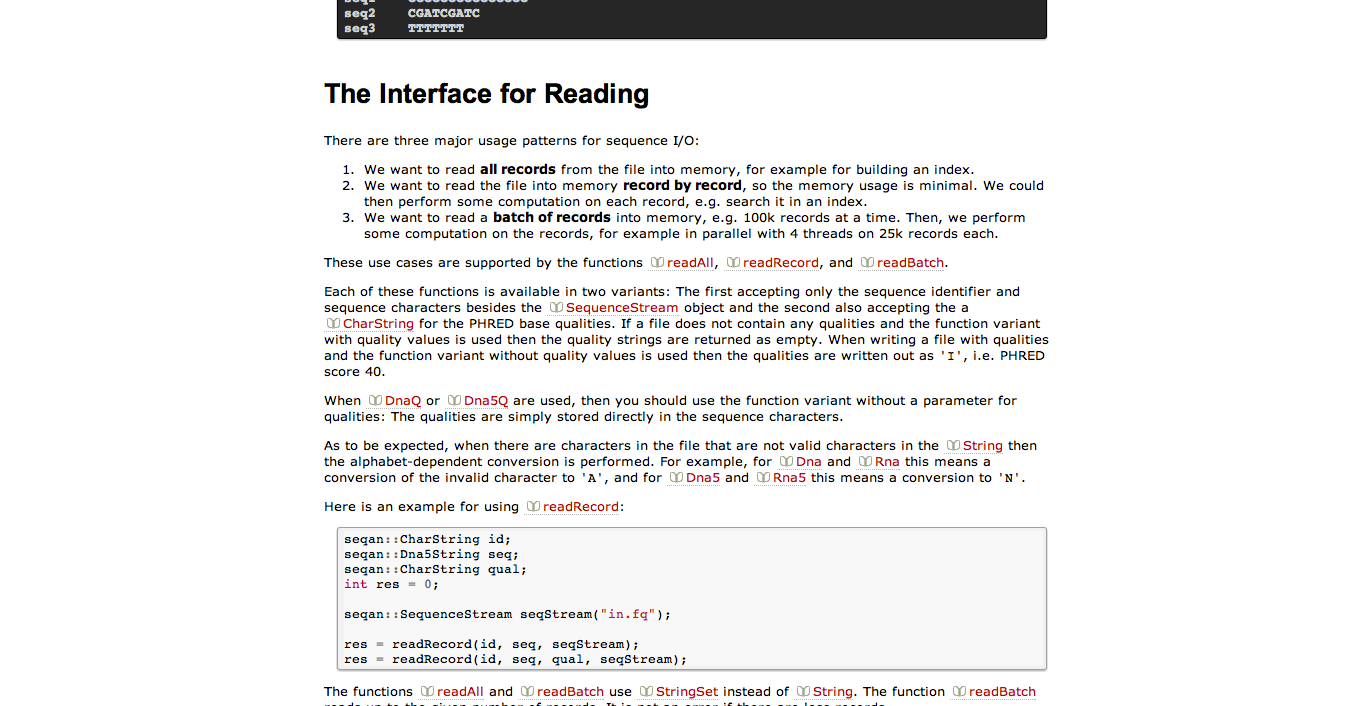 seq2 CGATCGATC
seq3 TTTTTTT
The Interface for Reading
There are three major usage patterns for sequence I/O:
1. We want to read all records from the file into memory, for example for building an index.
2. We want to read the file into memory record by record, so the memory usage is minimal. We could
then perform some computation on each record, e.g. search it in an index.
3. We want to read a batch of records into memory, e.g. 100k records at a time. Then, we perform
some computation on the records, for example in parallel with 4 threads on 25k records each.
These use cases are supported by the functions readAll, readRecord, and readBatch.
Each of these functions is available in two variants: The first accepting only the sequence identifier and
sequence characters besides the SequenceStream object and the second also accepting the a
CharString for the PHRED base qualities. If a file does not contain any qualities and the function variant
with quality values is used then the quality strings are returned as empty. When writing a file with qualities
and the function variant without quality values is used then the qualities are written out as 'I', i.e. PHRED
score 40.
When DnaQ or Dna5Q are used, then you should use the function variant without a parameter for
qualities: The qualities are simply stored directly in the sequence characters.
As to be expected, when there are characters in the file that are not valid characters in the String then
the alphabet-dependent conversion is performed. For example, for Dna and Rna this means a
conversion of the invalid character to 'A', and for Dna5 and Rna5 this means a conversion to 'N'.
Here is an example for using readRecord:
seqan::CharString id;
seqan::Dna5String seq;
seqan::CharString qual;
int res = 0;
seqan::SequenceStream seqStream("in.fq");
res = readRecord(id, seq, seqStream);
res = readRecord(id, seq, qual, seqStream);
The functions readAll and readBatch use StringSet instead of String. The function readBatch